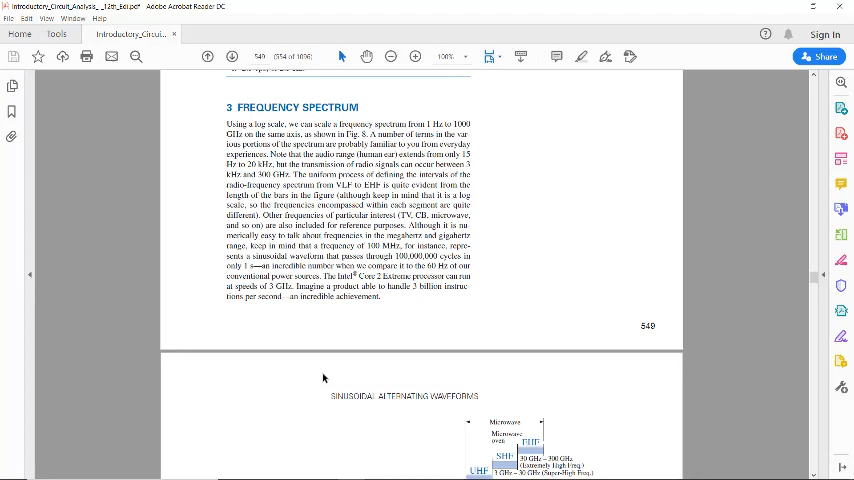 Introductory_Circuit_Analysis_ _12th_Edi.pdf - Adobe Acrobat Reader DC
File Edit View Window Help
Home Tools Introductory_Circui... × Sign In
549 (554 of 1096) 100% Share
3 FREQUENCY SPECTRUM
Using a log scale, we can scale a frequency spectrum from 1 Hz to 1000
GHz on the same axis, as shown in Fig. 8. A number of terms in the var-
ious portions of the spectrum are probably familiar to you from everyday
experiences. Note that the audio range (human ear) extends from only 15
Hz to 20 kHz, but the transmission of radio signals can occur between 3
kHz and 300 GHz. The uniform process of defining the intervals of the
radio-frequency spectrum from VLF to EHF is quite evident from the
length of the bars in the figure (although keep in mind that it is a log
scale, so the frequencies encompassed within each segment are quite
different). Other frequencies of particular interest (TV, CB, microwave,
and so on) are also included for reference purposes. Although it is nu-
merically easy to talk about frequencies in the megahertz and gigahertz
range, keep in mind that a frequency of 100 MHz, for instance, repre-
sents a sinusoidal waveform that passes through 100,000,000 cycles in
only 1 s—an incredible number when we compare it to the 60 Hz of our
conventional power sources. The Intel® Core 2 Extreme processor can run
at speeds of 3 GHz. Imagine a product able to handle 3 billion instruc-
tions per second—an incredible achievement.
549
SINUSOIDAL ALTERNATING WAVEFORMS
Microwave
Microwave
oven
EHF
SHF 30 GHz – 300 GHz
(Extremely High Freq.)
UHF 3 GHz – 30 GHz (Super-High Freq.)